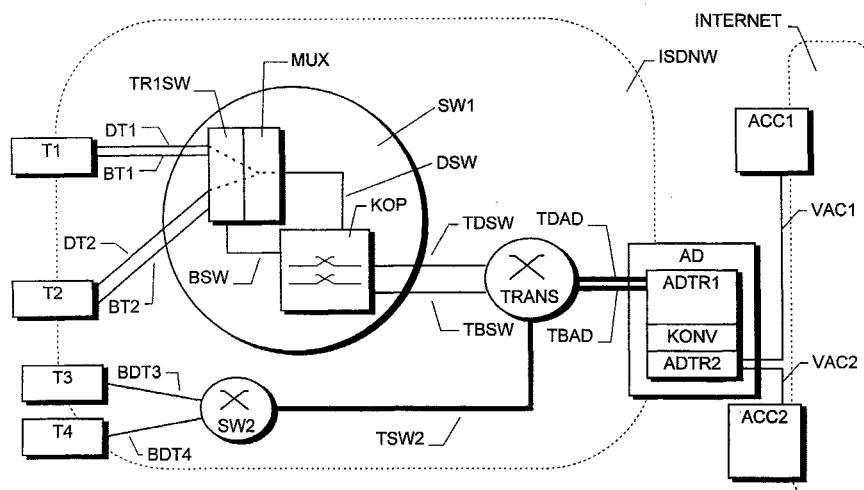 INTERNET
MUX
ISDNW
TR1SW
SW1
ACC1
DT1
T1
BT1
DSW
KOP
VAC1
TDSW
TDAD
DT2
AD
BSW
ADTR1
T2
BT2
TRANS
KONV
TBSW
TBAD
ADTR2
VAC2
T3
BDT3
SW2
ACC2
T4
TSW2
BDT4